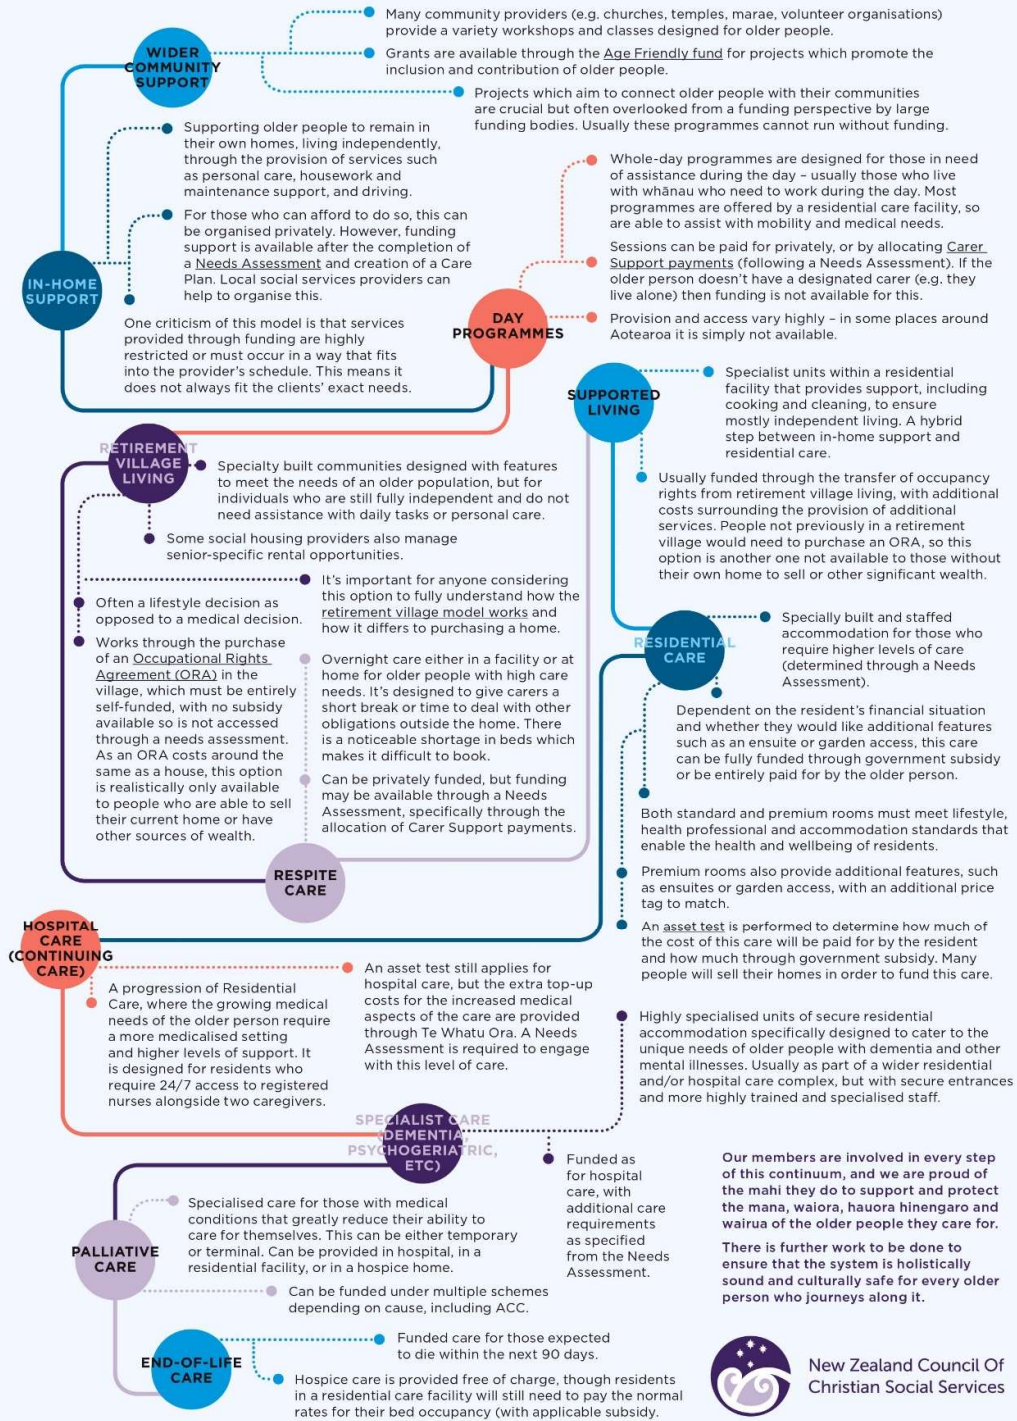 WIDER
COMMUNITY
SUPPORT
Many community providers (e.g. churches, temples, marae, volunteer organisations)
provide a variety workshops and classes designed for older people.
Grants are available through the Age Friendly fund for projects which promote the
inclusion and contribution of older people.
Projects which aim to connect older people with their communities
are crucial but often overlooked from a funding perspective by large
funding bodies. Usually these programmes cannot run without funding.
IN-HOME
SUPPORT
Supporting older people to remain in
their own homes, living independently,
through the provision of services such
as personal care, housework and
maintenance support, and driving.
For those who can afford to do so, this can
be organised privately. However, funding
support is available after the completion of
a Needs Assessment and creation of a Care
Plan. Local social services providers can
help to organise this.
One criticism of this model is that services
provided through funding are highly
restricted or must occur in a way that fits
into the provider's schedule. This means it
does not always fit the clients' exact needs.
DAY
PROGRAMMES
Whole-day programmes are designed for those in need
of assistance during the day – usually those who live
with whānau who need to work during the day. Most
programmes are offered by a residential care facility, so
are able to assist with mobility and medical needs.
Sessions can be paid for privately, or by allocating Carer
Support payments (following a Needs Assessment). If the
older person doesn't have a designated carer (e.g. they
live alone) then funding is not available for this.
Provision and access vary highly – in some places around
Aotearoa it is simply not available.
RETIREMENT
VILLAGE
LIVING
Specialty built communities designed with features
to meet the needs of an older population, but for
individuals who are still fully independent and do not
need assistance with daily tasks or personal care.
Some social housing providers also manage
senior-specific rental opportunities.
It's important for anyone considering
this option to fully understand how the
retirement village model works and
how it differs to purchasing a home.
Often a lifestyle decision as
opposed to a medical decision.
Works through the purchase
of an Occupational Rights
Agreement (ORA) in the
village, which must be entirely
self-funded, with no subsidy
available so is not accessed
through a needs assessment.
As an ORA costs around the
same as a house, this option
is realistically only available
to people who are able to sell
their current home or have
other sources of wealth.
RESPITE
CARE
Overnight care either in a facility or at
home for older people with high care
needs. It's designed to give carers a
short break or time to deal with other
obligations outside the home. There
is a noticeable shortage in beds which
makes it difficult to book.
Can be privately funded, but funding
may be available through a Needs
Assessment, specifically through the
allocation of Carer Support payments.
SUPPORTED
LIVING
Specialist units within a residential
facility that provides support, including
cooking and cleaning, to ensure
mostly independent living. A hybrid
step between in-home support and
residential care.
Usually funded through the transfer of occupancy
rights from retirement village living, with additional
costs surrounding the provision of additional
services. People not previously in a retirement
village would need to purchase an ORA, so this
option is another one not available to those without
their own home to sell or other significant wealth.
RESIDENTIAL
CARE
Specially built and staffed
accommodation for those who
require higher levels of care
(determined through a Needs
Assessment).
Dependent on the resident's financial situation
and whether they would like additional features
such as an ensuite or garden access, this care
can be fully funded through government subsidy
or be entirely paid for by the older person.
Both standard and premium rooms must meet lifestyle,
health professional and accommodation standards that
enable the health and wellbeing of residents.
Premium rooms also provide additional features, such
as ensuites or garden access, with an additional price
tag to match.
An asset test is performed to determine how much of
the cost of this care will be paid for by the resident
and how much through government subsidy. Many
people will sell their homes in order to fund this care.
HOSPITAL
CARE
(CONTINUING
CARE)
A progression of Residential
Care, where the growing medical
needs of the older person require
a more medicalised setting
and higher levels of support. It
is designed for residents who
require 24/7 access to registered
nurses alongside two caregivers.
An asset test still applies for
hospital care, but the extra top-up
costs for the increased medical
aspects of the care are provided
through Te Whatu Ora. A Needs
Assessment is required to engage
with this level of care.
SPECIALIST CARE
(DEMENTIA,
PSYCHOGERIATRIC,
ETC)
Highly specialised units of secure residential
accommodation specifically designed to cater to the
unique needs of older people with dementia and other
mental illnesses. Usually as part of a wider residential
and/or hospital care complex, but with secure entrances
and more highly trained and specialised staff.
Funded as
for hospital
care, with
additional care
requirements
as specified
from the Needs
Assessment.
PALLIATIVE
CARE
Specialised care for those with medical
conditions that greatly reduce their ability to
care for themselves. This can be either temporary
or terminal. Can be provided in hospital, in a
residential facility, or in a hospice home.
Can be funded under multiple schemes
depending on cause, including ACC.
END-OF-LIFE
CARE
Funded care for those expected
to die within the next 90 days.
Hospice care is provided free of charge, though residents
in a residential care facility will still need to pay the normal
rates for their bed occupancy (with applicable subsidy.
Our members are involved in every step
of this continuum, and we are proud of
the mahi they do to support and protect
the mana, waiora, hauora hinengaro and
wairua of the older people they care for.
There is further work to be done to
ensure that the system is holistically
sound and culturally safe for every older
person who journeys along it.
New Zealand Council Of
Christian Social Services